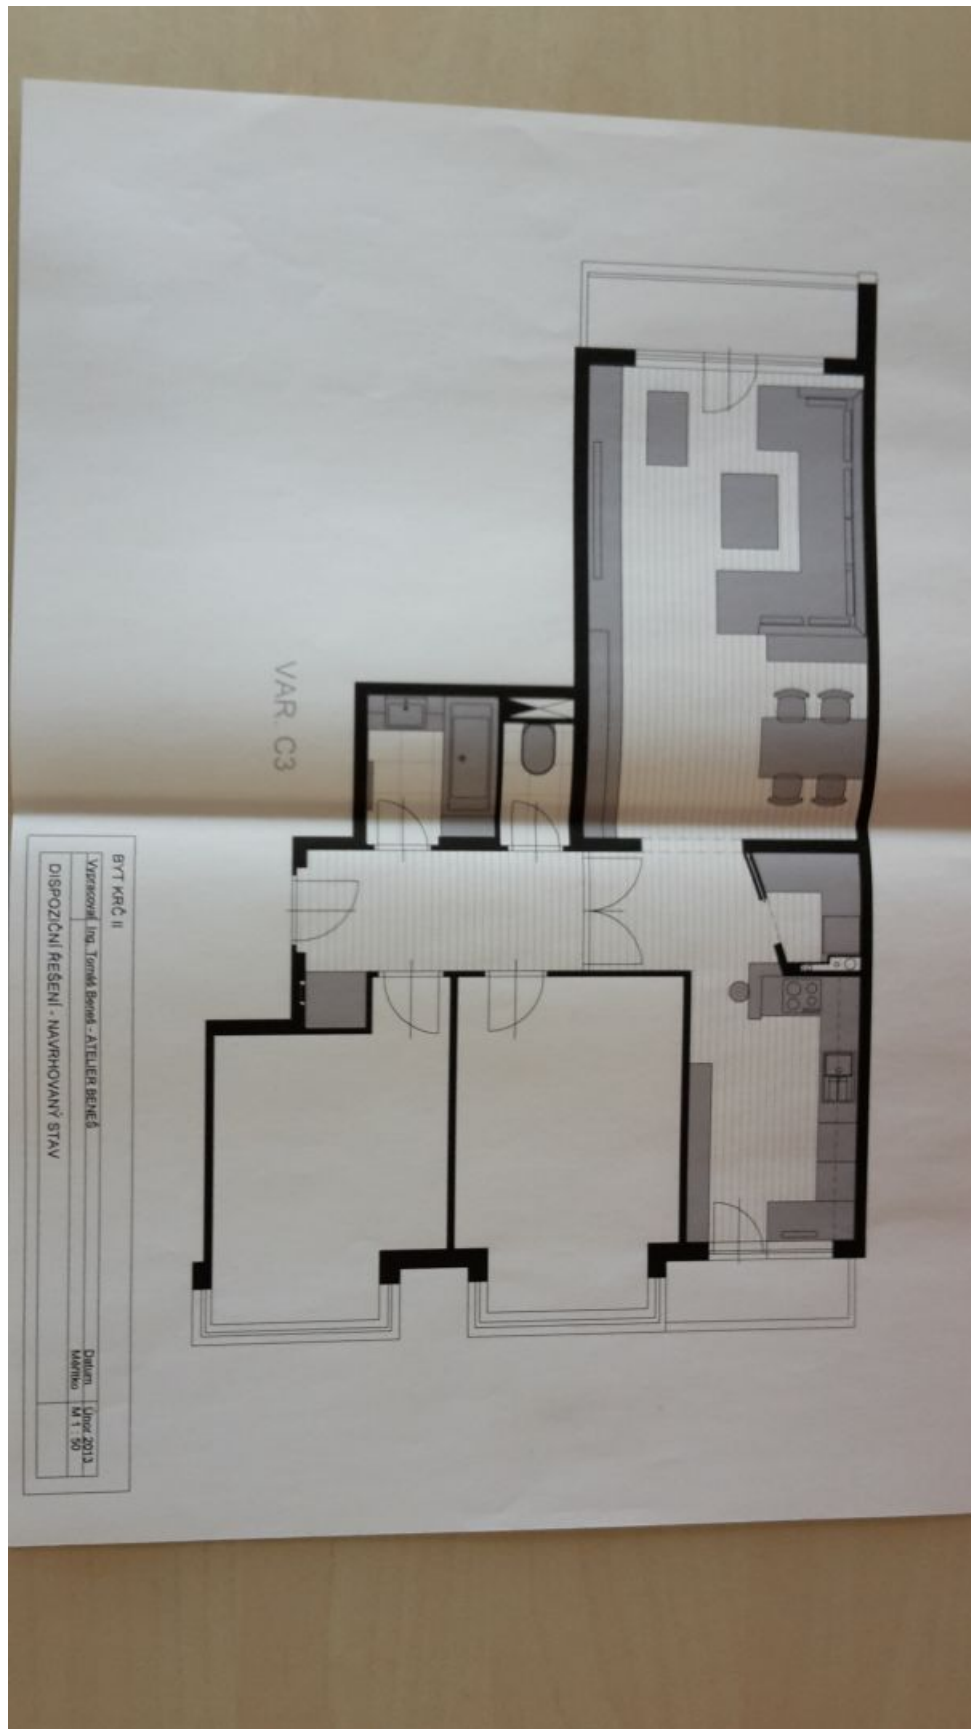 VAR. C3
BYT KRČ II
Vypracoval Ing. Tomáš Beneš - ATELIER BENEŠ
Datum Únor 2013
Měřítko M 1 : 50
DISPOZIČNÍ ŘEŠENÍ - NAVRHOVANÝ STAV